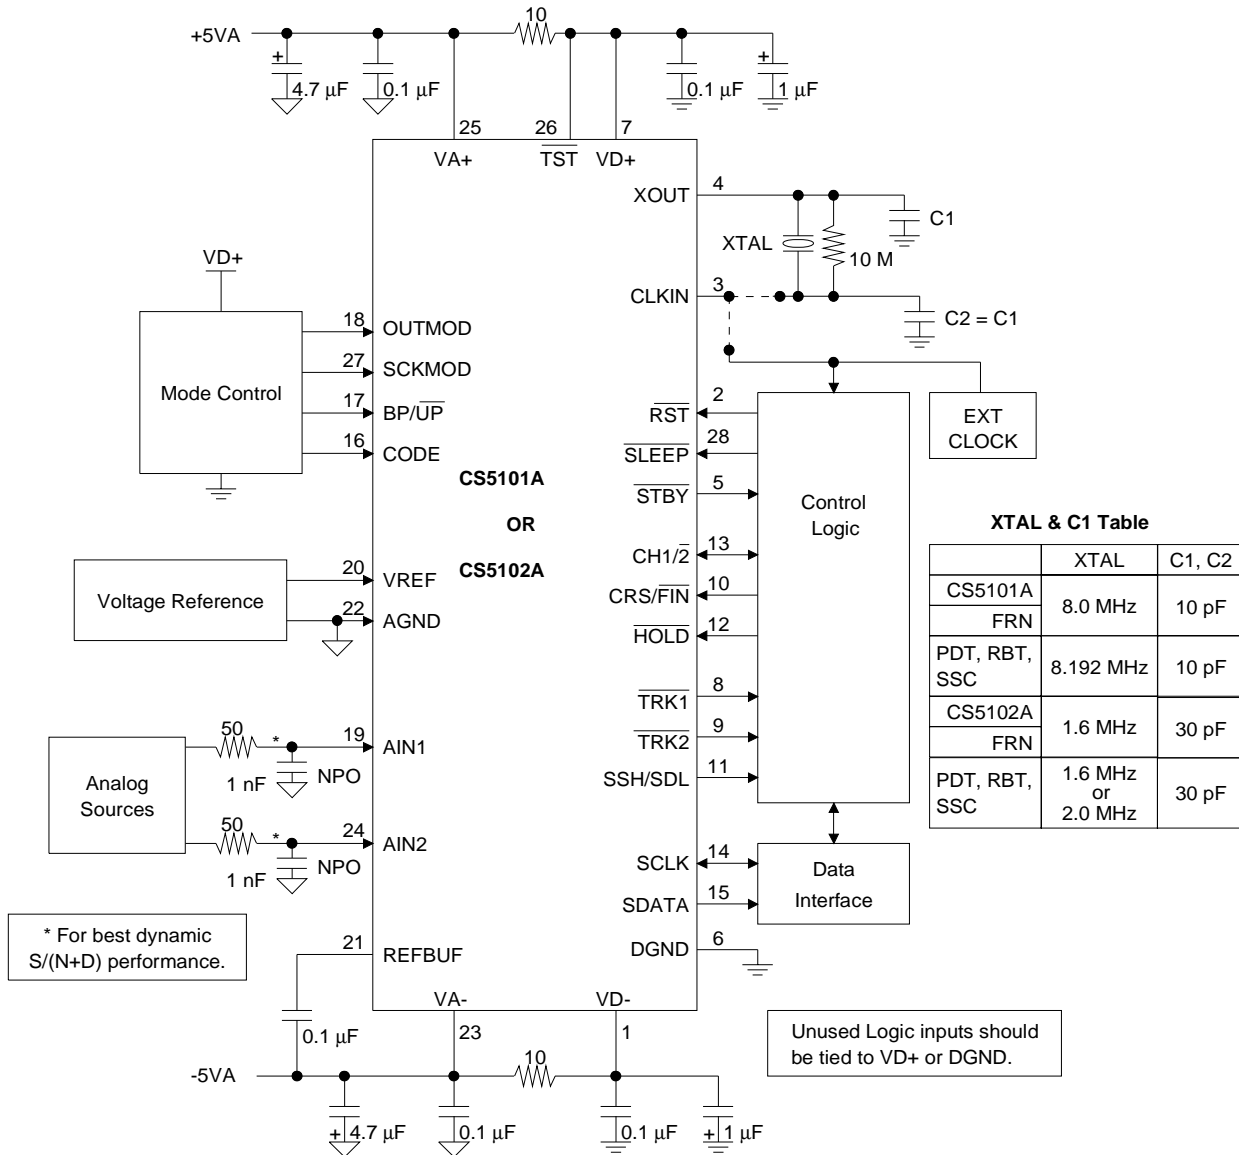 +5VA
10
+
4.7 μF
0.1 μF
0.1 μF
+
1 μF
25
26
7
VA+
TST
VD+
XOUT
4
C1
XTAL
10 M
CLKIN
3
C2 = C1
VD+
Mode Control
18
OUTMOD
27
SCKMOD
17
BP/UP
16
CODE
CS5101A
OR
CS5102A
2
RST
28
SLEEP
5
STBY
13
CH1/2
10
CRS/FIN
12
HOLD
8
TRK1
9
TRK2
11
SSH/SDL
Control
Logic
EXT
CLOCK
XTAL & C1 Table
XTAL C1, C2
CS5101A
FRN
8.0 MHz 10 pF
PDT, RBT,
SSC
8.192 MHz 10 pF
CS5102A
FRN
1.6 MHz 30 pF
PDT, RBT,
SSC
1.6 MHz
or
2.0 MHz
30 pF
Voltage Reference
20
VREF
22
AGND
Analog
Sources
50
*
19
AIN1
1 nF
NPO
50
*
24
AIN2
1 nF
NPO
SCLK
14
SDATA
15
Data
Interface
DGND
6
* For best dynamic
S/(N+D) performance.
21
REFBUF
0.1 μF
VA-
23
VD-
1
Unused Logic inputs should
be tied to VD+ or DGND.
-5VA
10
+
4.7 μF
0.1 μF
0.1 μF
+
1 μF